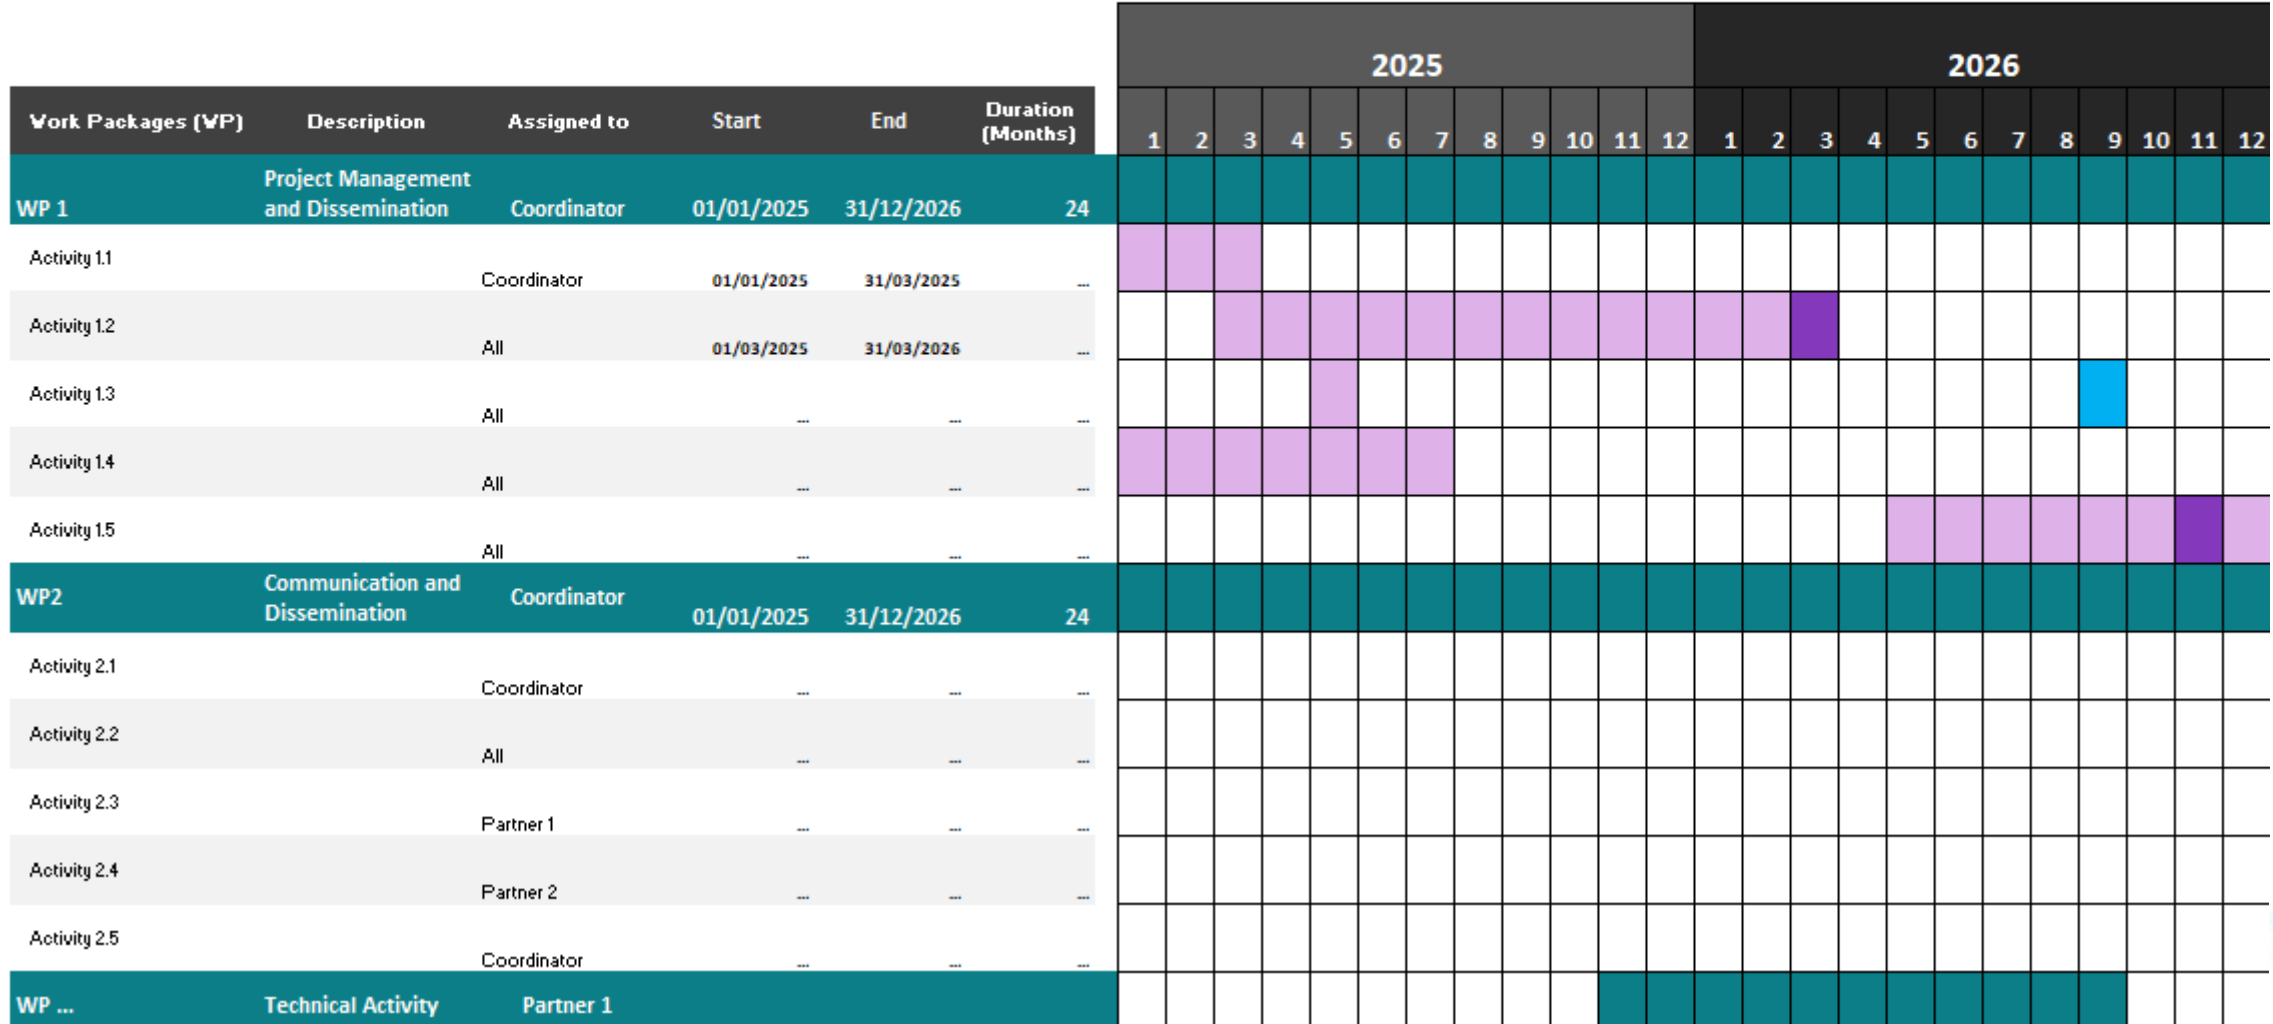 2025 2026
Work Packages (WP) Description Assigned to Start End Duration (Months) 1 2 3 4 5 6 7 8 9 10 11 12 1 2 3 4 5 6 7 8 9 10 11 12
WP 1 Project Management and Dissemination Coordinator 01/01/2025 31/12/2026 24
Activity 1.1 Coordinator 01/01/2025 31/03/2025 ...
Activity 1.2 All 01/03/2025 31/03/2026 ...
Activity 1.3 All ... ... ...
Activity 1.4 All ... ... ...
Activity 1.5 All ... ... ...
WP2 Communication and Dissemination Coordinator 01/01/2025 31/12/2026 24
Activity 2.1 Coordinator ... ... ...
Activity 2.2 All ... ... ...
Activity 2.3 Partner 1 ... ... ...
Activity 2.4 Partner 2 ... ... ...
Activity 2.5 Coordinator ... ... ...
WP ... Technical Activity Partner 1